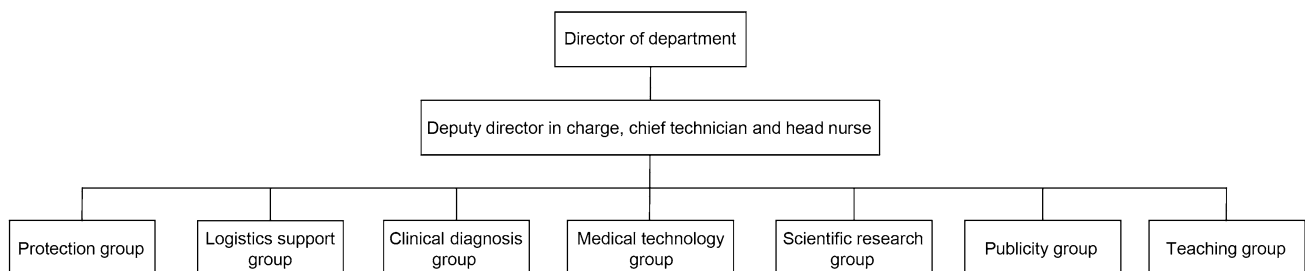 Director of department
Deputy director in charge, chief technician and head nurse
Protection group
Logistics support
group
Clinical diagnosis
group
Medical technology
group
Scientific research
group
Publicity group
Teaching group